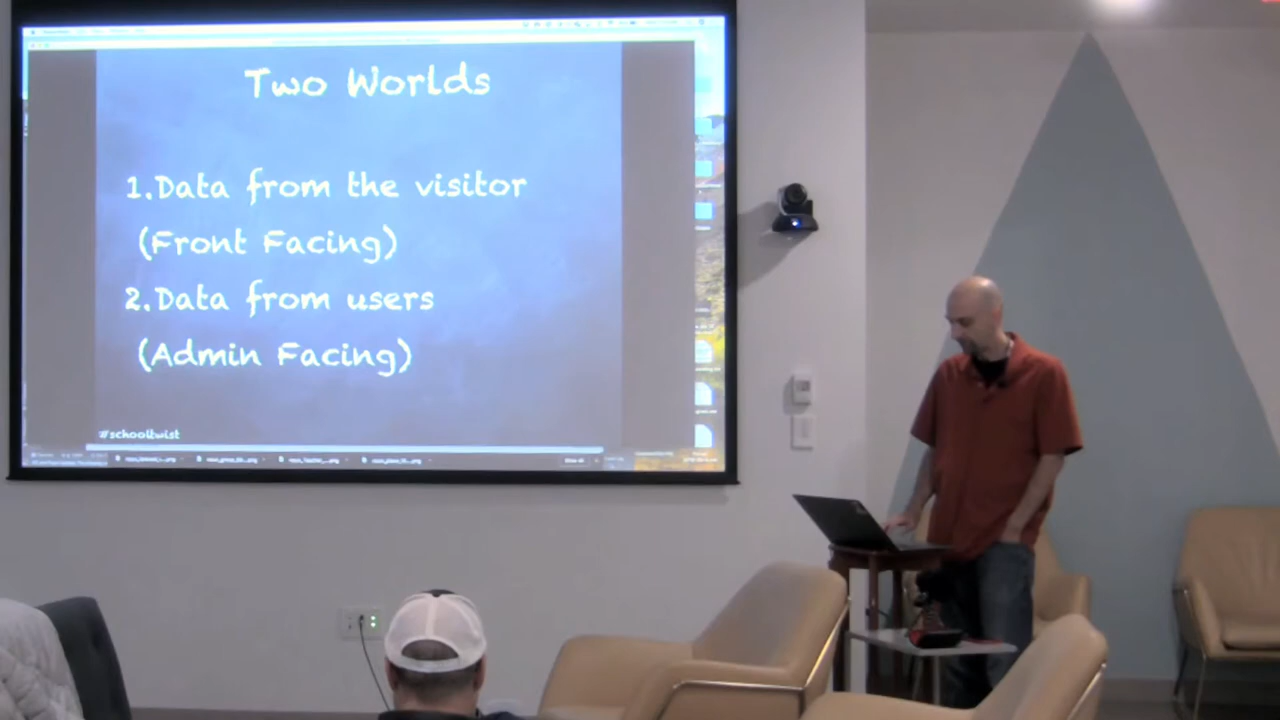 Two Worlds
1.Data from the visitor
(Front Facing)
2.Data from users
(Admin Facing)
#schooltwist